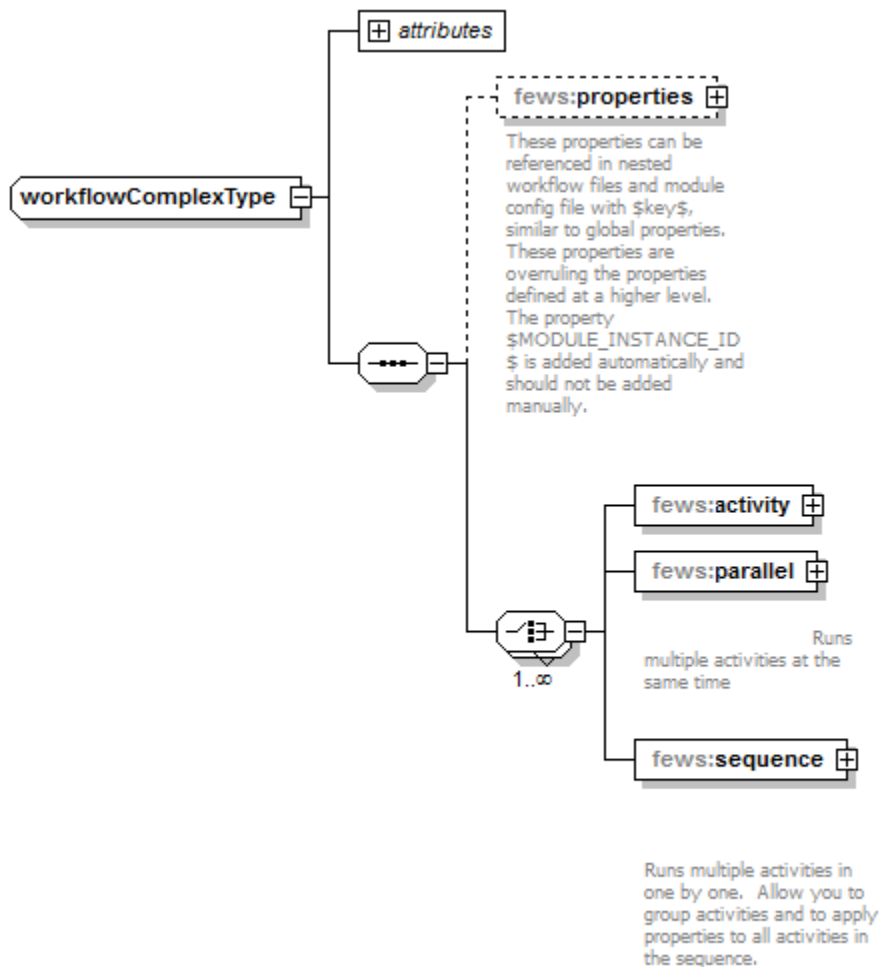 attributes
fews:properties
These properties can be
referenced in nested
workflow files and module
config file with $key$,
similar to global properties.
These properties are
overruling the properties
defined at a higher level.
The property
$MODULE_INSTANCE_ID
$ is added automatically and
should not be added
manually.
workflowComplexType
fews:activity
fews:parallel
Runs
multiple activities at the
same time
1..∞
fews:sequence
Runs multiple activities in
one by one.  Allow you to
group activities and to apply
properties to all activities in
the sequence.